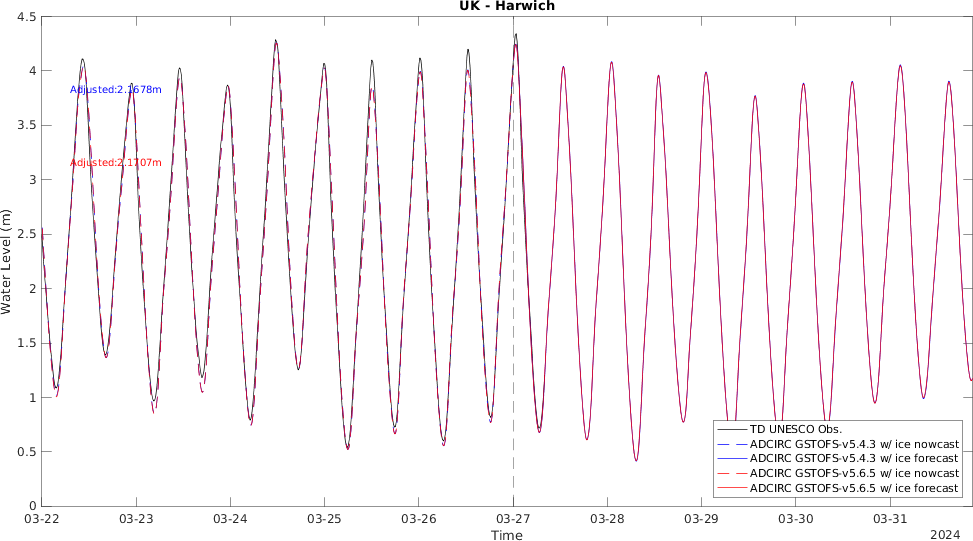 UK - Harwich
4.5
4
3.5
3
2.5
2
1.5
1
0.5
0
Water Level (m)
Adjusted:2.1678m
Adjusted:2.1707m
TD UNESCO Obs.
ADCIRC GSTOFS-v5.4.3 w/ ice nowcast
ADCIRC GSTOFS-v5.4.3 w/ ice forecast
ADCIRC GSTOFS-v5.6.5 w/ ice nowcast
ADCIRC GSTOFS-v5.6.5 w/ ice forecast
03-22 03-23 03-24 03-25 03-26 03-27 03-28 03-29 03-30 03-31
Time
2024